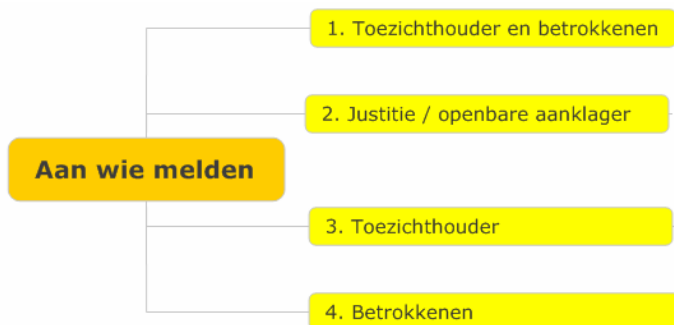 1. Toezichthouder en betrokkenen
2. Justitie / openbare aanklager
Aan wie melden
3. Toezichthouder
4. Betrokkenen